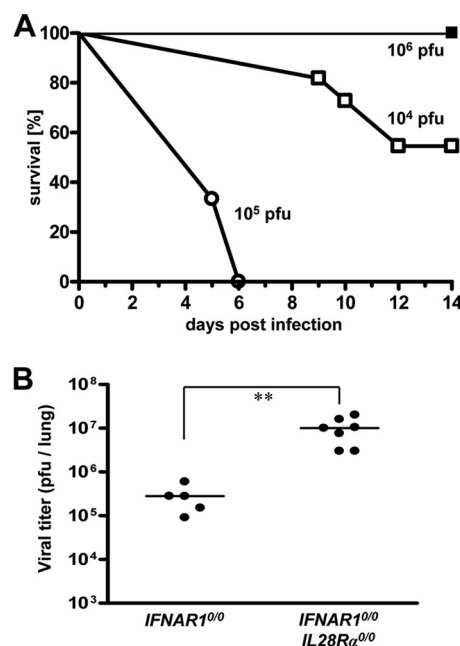 A
100
80
60
40
20
0
survival [%]
10⁶ pfu
10⁴ pfu
10⁵ pfu
0 2 4 6 8 10 12 14
days post infection
B
10⁸
10⁷
10⁶
10⁵
10⁴
10³
Viral titer (pfu / lung)
**
IFNAR1⁰/⁰
IFNAR1⁰/⁰
IL28Rα⁰/⁰